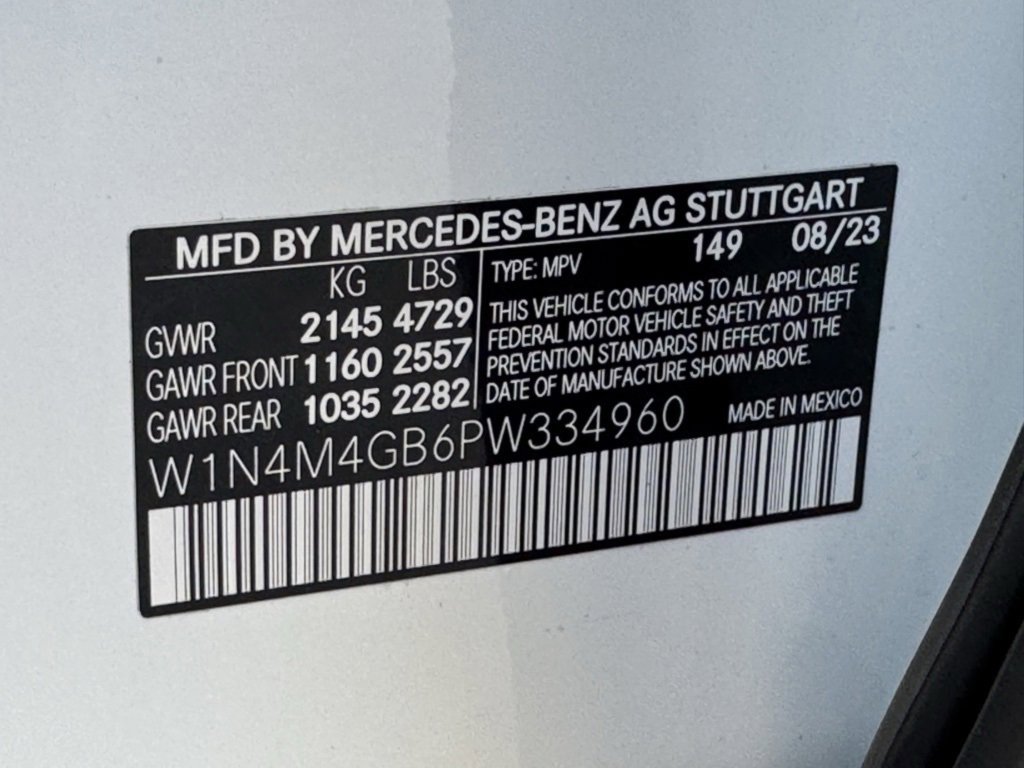 MFD BY MERCEDES-BENZ AG STUTTGART
KG LBS
GVWR 2145 4729
GAWR FRONT 1160 2557
GAWR REAR 1035 2282
TYPE: MPV 149 08/23
THIS VEHICLE CONFORMS TO ALL APPLICABLE
FEDERAL MOTOR VEHICLE SAFETY AND THEFT
PREVENTION STANDARDS IN EFFECT ON THE
DATE OF MANUFACTURE SHOWN ABOVE.
W1N4M4GB6PW334960 MADE IN MEXICO